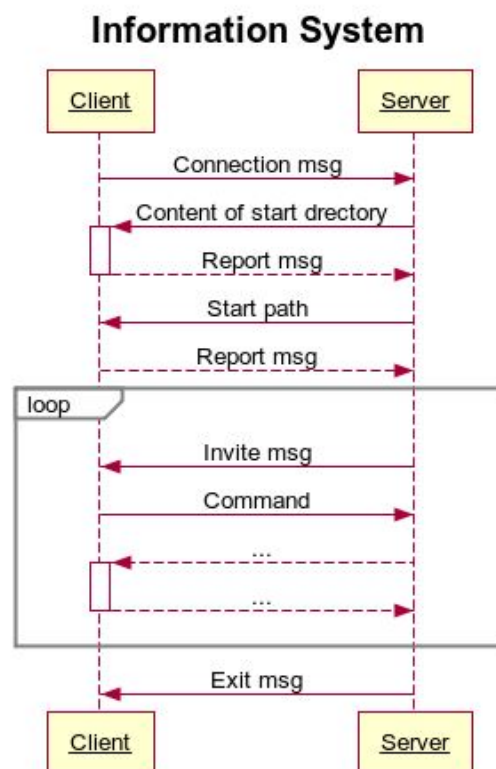 Information System
Client Server
Connection msg
Content of start drectory
Report msg
Start path
Report msg
loop
Invite msg
Command
...
...
Exit msg
Client Server